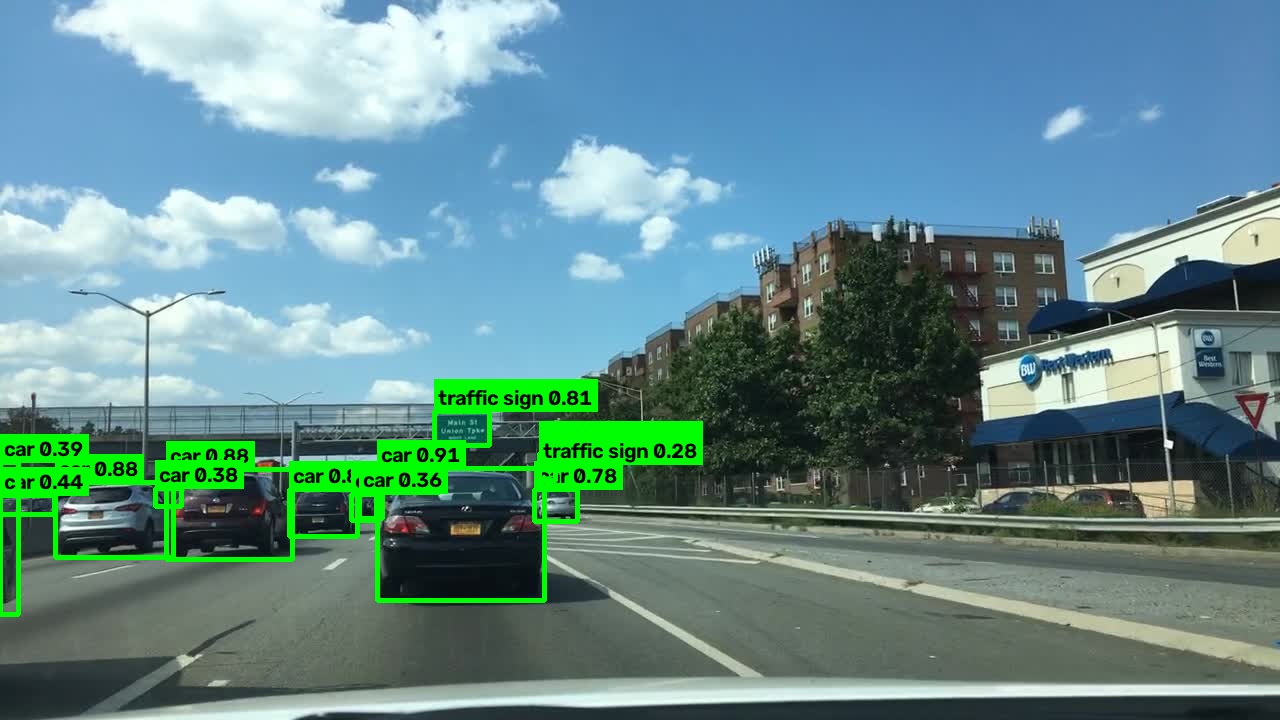 traffic sign 0.81
Main St
Union Tpke
traffic sign 0.28
car 0.39
car 0.88
car 0.91
car 0.88
car 0.38
car 0.78
car 0.44
car 0.36
BW
Best Western
BW
Best
Western